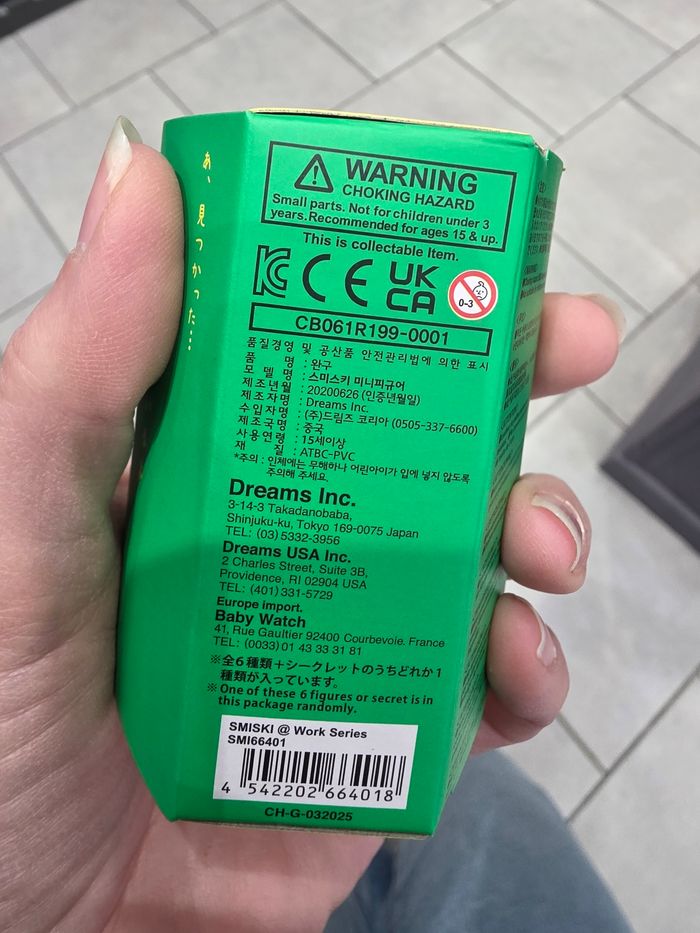 あ、見つかった…
WARNING
CHOKING HAZARD
Small parts. Not for children under 3
years. Recommended for ages 15 & up.
This is collectable Item.
KC CE UK
CA
0-3
CB061R199-0001
품질경영 및 공산품 안전관리법에 의한 표시
품 명 : 완구
모 델 명 : 스미스키 미니피규어
제조년월 : 20200626 (인증년월일)
제조자명 : Dreams Inc.
수입자명 : (주)드림즈 코리아 (0505-337-6600)
제조국명 : 중국
사용연령 : 15세이상
재 질 : ATBC-PVC
*주의 : 인체에는 무해하나 어린아이가 입에 넣지 않도록
주의해 주세요.
Dreams Inc.
3-14-3 Takadanobaba,
Shinjuku-ku, Tokyo 169-0075 Japan
TEL: (03) 5332-3956
Dreams USA Inc.
2 Charles Street, Suite 3B,
Providence, RI 02904 USA
TEL: (401) 331-5729
Europe import.
Baby Watch
41, Rue Gaultier 92400 Courbevoie. France
TEL: (0033) 01 43 33 31 81
※全6種類+シークレットのうちどれか1
種類が入っています。
※One of these 6 figures or secret is in
this package randomly.
SMISKI @ Work Series
SMI66401
4 542202 664018
CH-G-032025